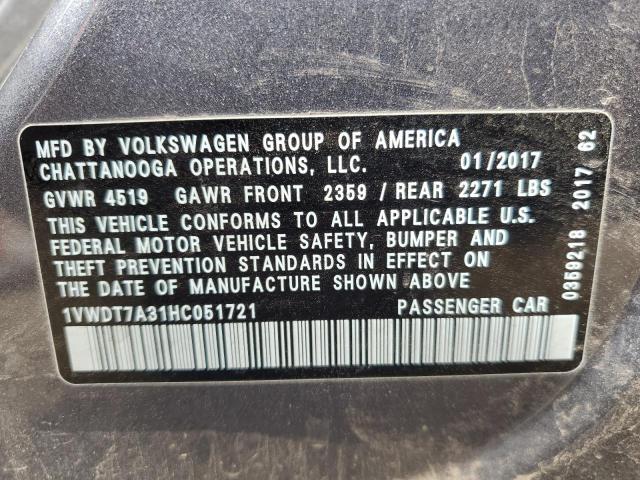 MFD BY VOLKSWAGEN GROUP OF AMERICA
CHATTANOOGA OPERATIONS, LLC. 01/2017
GVWR 4519 GAWR FRONT 2359 / REAR 2271 LBS
THIS VEHICLE CONFORMS TO ALL APPLICABLE U.S.
FEDERAL MOTOR VEHICLE SAFETY, BUMPER AND
THEFT PREVENTION STANDARDS IN EFFECT ON
THE DATE OF MANUFACTURE SHOWN ABOVE
1VWDT7A31HC051721 PASSENGER CAR
0359218 2017 62